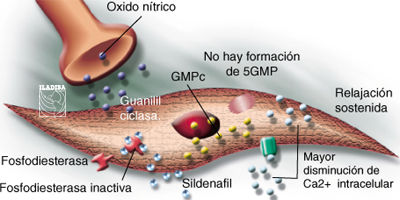 Oxido nítrico
No hay formación
de 5GMP
GMPc
ILADIBA
Guanilil
ciclasa.
Relajación
sostenida
Fosfodiesterasa
Fosfodiesterasa inactiva
Sildenafil
Mayor
disminución de
Ca2+ intracelular